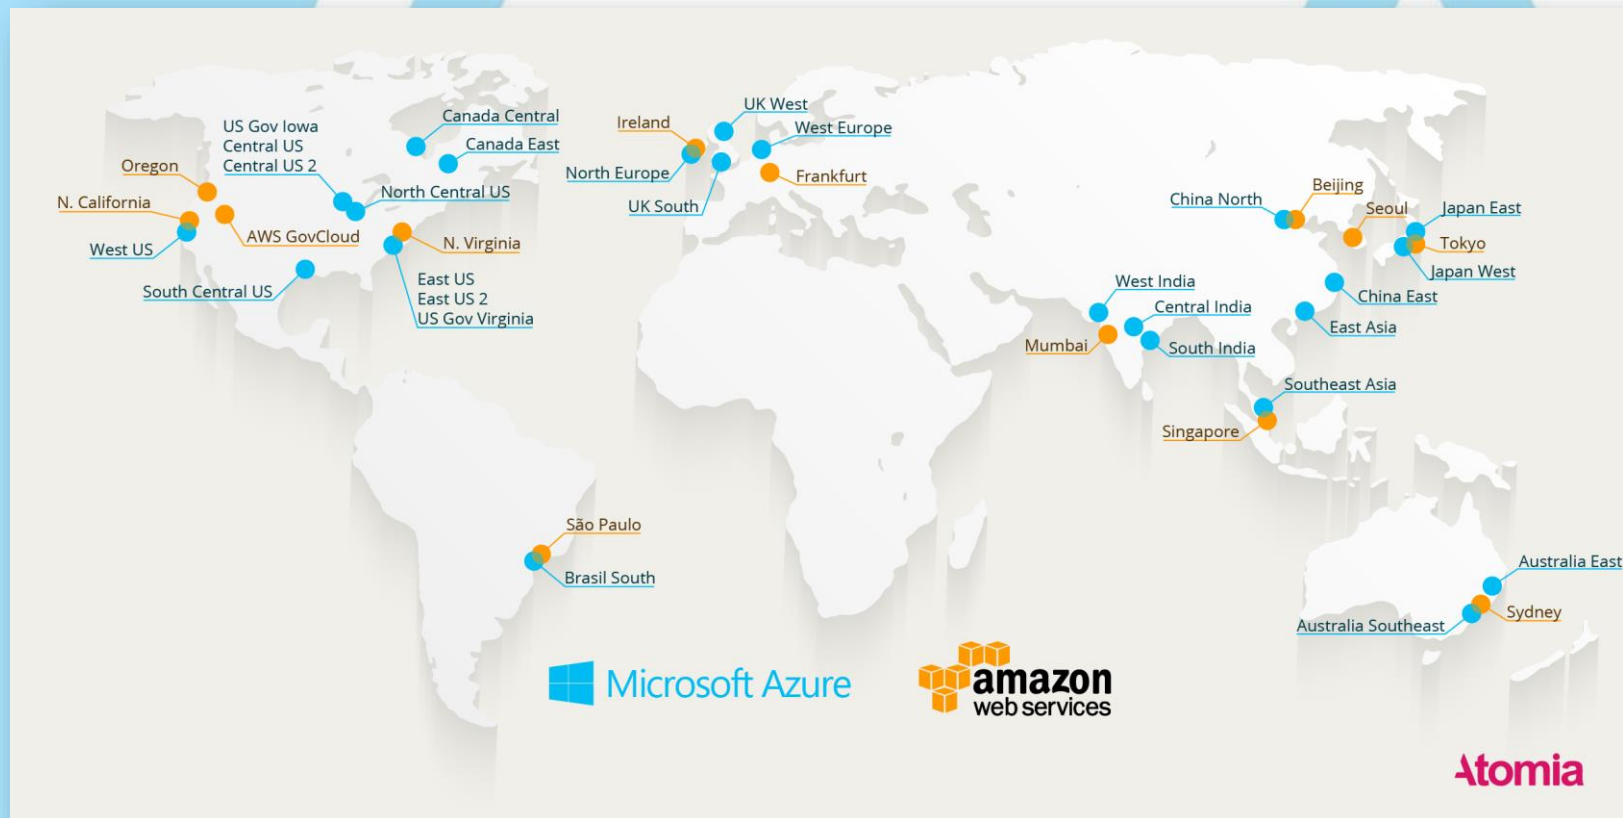 Canada Central
Canada East
US Gov Iowa
Central US
Central US 2
Oregon
North Central US
N. California
AWS GovCloud
N. Virginia
West US
South Central US
East US
East US 2
US Gov Virginia
UK West
Ireland
West Europe
North Europe
Frankfurt
UK South
China North
Beijing
Seoul
Japan East
Tokyo
Japan West
West India
Central India
China East
East Asia
Mumbai
South India
Southeast Asia
Singapore
São Paulo
Brasil South
Australia East
Sydney
Australia Southeast
Microsoft Azure
amazon
web services
Atomia